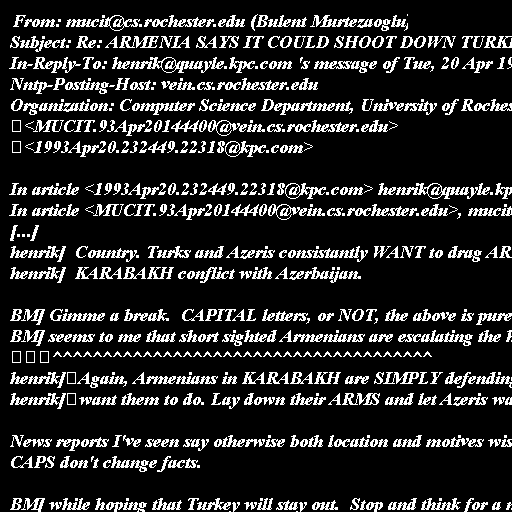 From: mucit@cs.rochester.edu (Bulent Murtezaoglu)
Subject: Re: ARMENIA SAYS IT COULD SHOOT DOWN TURK
In-Reply-To: henrik@quayle.kpc.com 's message of Tue, 20 Apr 19
Nntp-Posting-Host: vein.cs.rochester.edu
Organization: Computer Science Department, University of Roches
<MUCIT.93Apr20144400@vein.cs.rochester.edu>
<1993Apr20.232449.22318@kpc.com>

In article <1993Apr20.232449.22318@kpc.com> henrik@quayle.kp
In article <MUCIT.93Apr20144400@vein.cs.rochester.edu>, mucit
[...]
henrik]  Country. Turks and Azeris consistantly WANT to drag AR
henrik]  KARABAKH conflict with Azerbaijan.

BM] Gimme a break.  CAPITAL letters, or NOT, the above is pure
BM] seems to me that short sighted Armenians are escalating the h
^^^^^^^^^^^^^^^^^^^^^^^^^^^^^^^^^^^^^^
henrik] Again, Armenians in KARABAKH are SIMPLY defending
henrik] want them to do. Lay down their ARMS and let Azeris wa

News reports I've seen say otherwise both location and motives wis
CAPS don't change facts.

BM] while hoping that Turkey will stay out.  Stop and think for a m